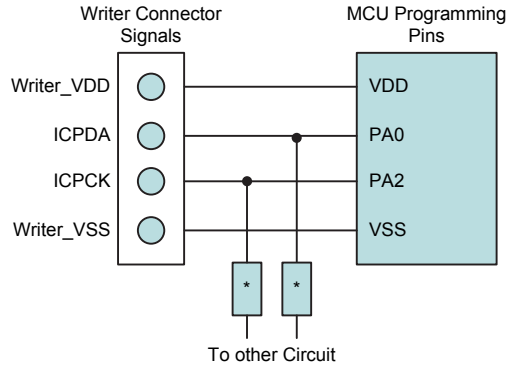 Writer Connector
Signals
MCU Programming
Pins
Writer_VDD
VDD
ICPDA
PA0
ICPCK
PA2
Writer_VSS
VSS
* *
To other Circuit